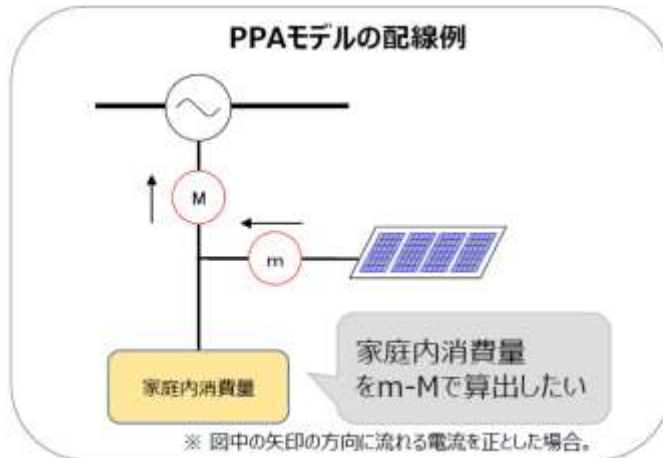 PPAモデルの配線例
M
m
家庭内消費量
家庭内消費量
をm-Mで算出したい
※ 図中の矢印の方向に流れる電流を正とした場合。